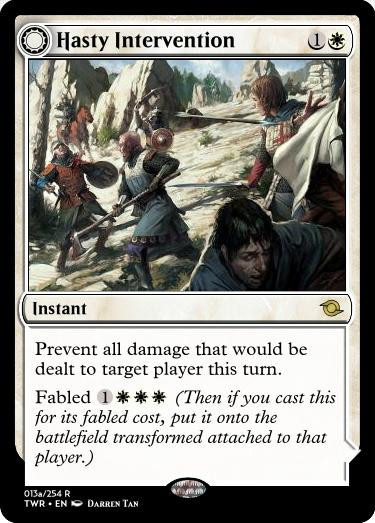 Hasty Intervention 1
Instant
Prevent all damage that would be
dealt to target player this turn.
Fabled 1 (Then if you cast this
for its fabled cost, put it onto the
battlefield transformed attached to that
player.)
013a/254 R
TWR • EN Darren Tan